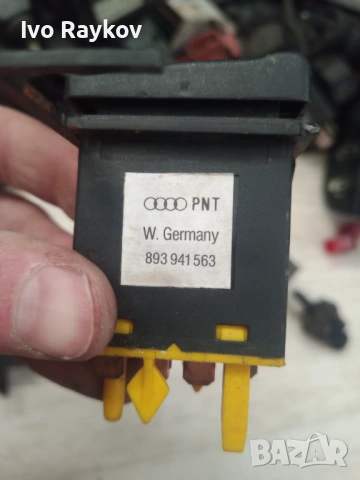 Ivo Raykov
PNT
W. Germany
893 941 563
BAZAR